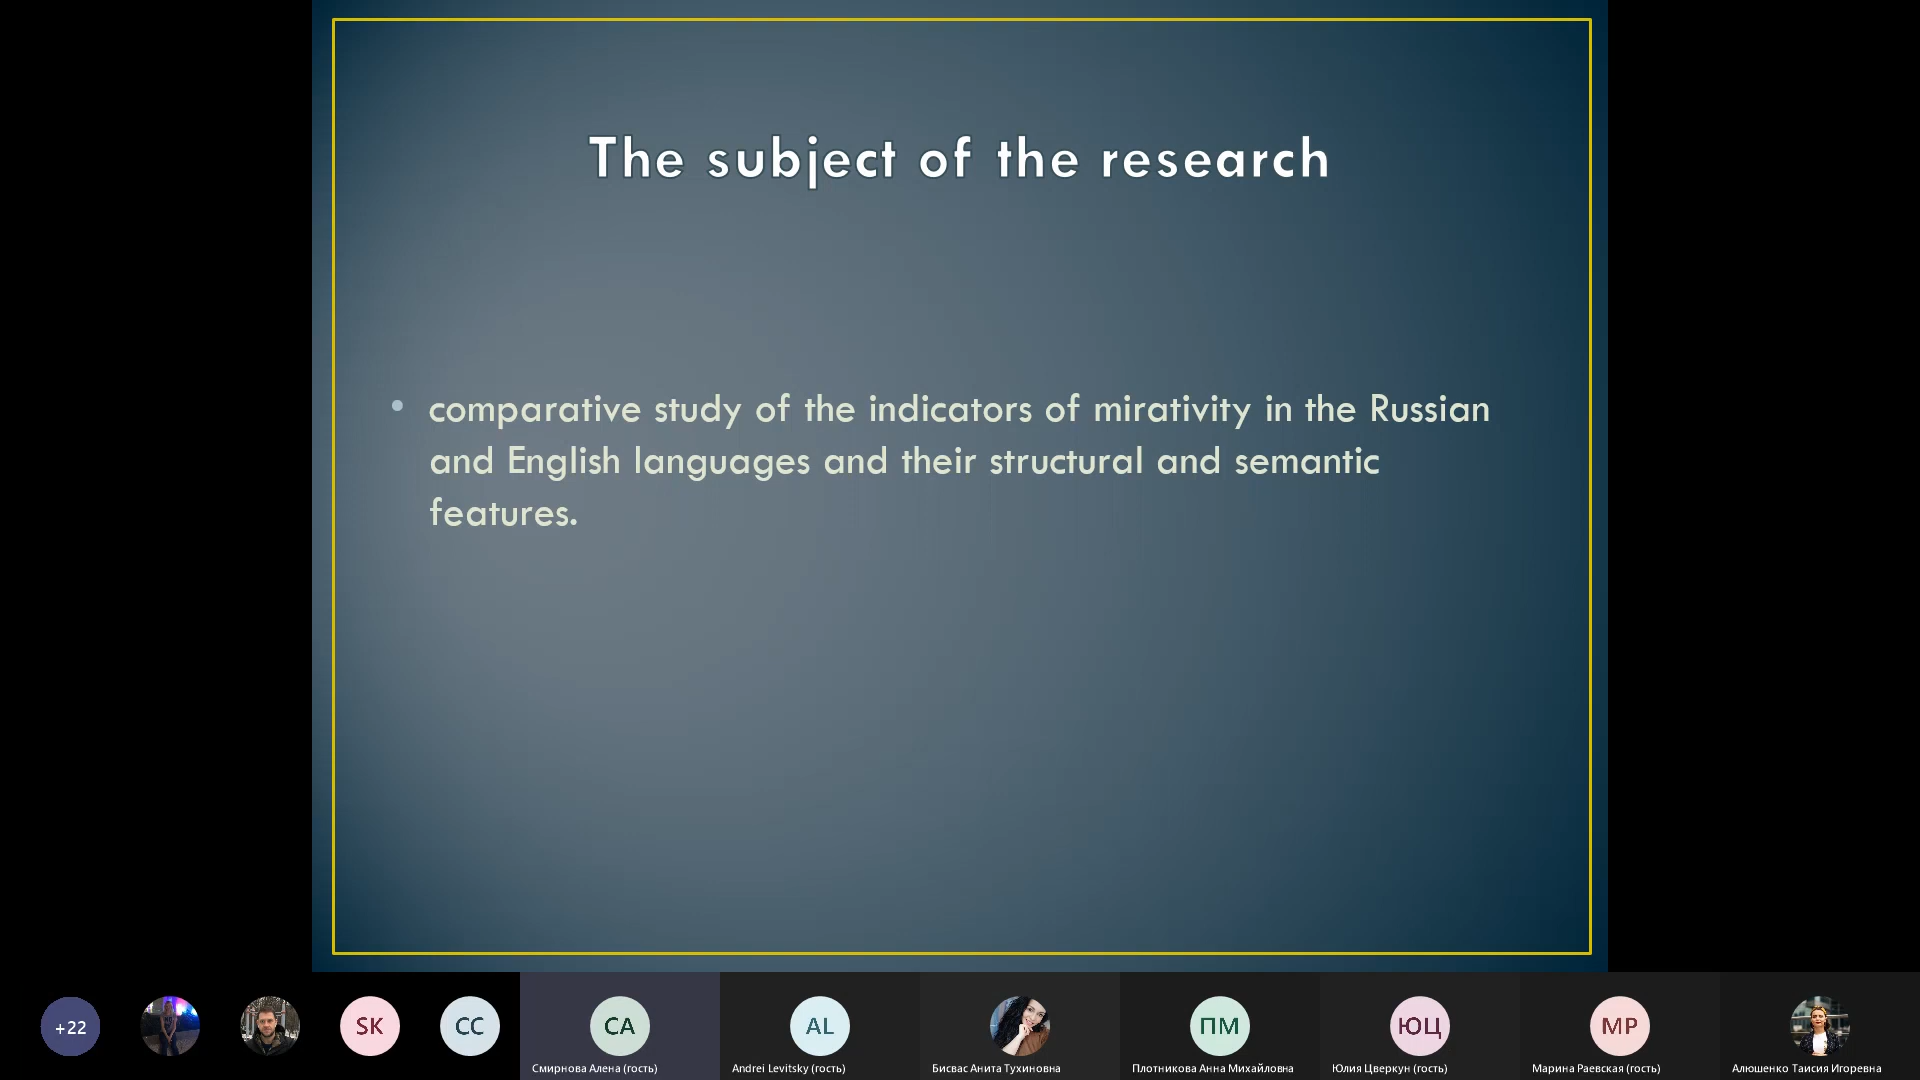 The subject of the research
• comparative study of the indicators of mirativity in the Russian
and English languages and their structural and semantic
features.
+22
SK
CC
CA
AL
ПМ
ЮЦ
МР
Смирнова Алена (гость)
Andrei Levitsky (гость)
Бисвас Анита Тухиновна
Плотникова Анна Михайловна
Юлия Цверкун (гость)
Марина Раевская (гость)
Алюшенко Таисия Игоревна